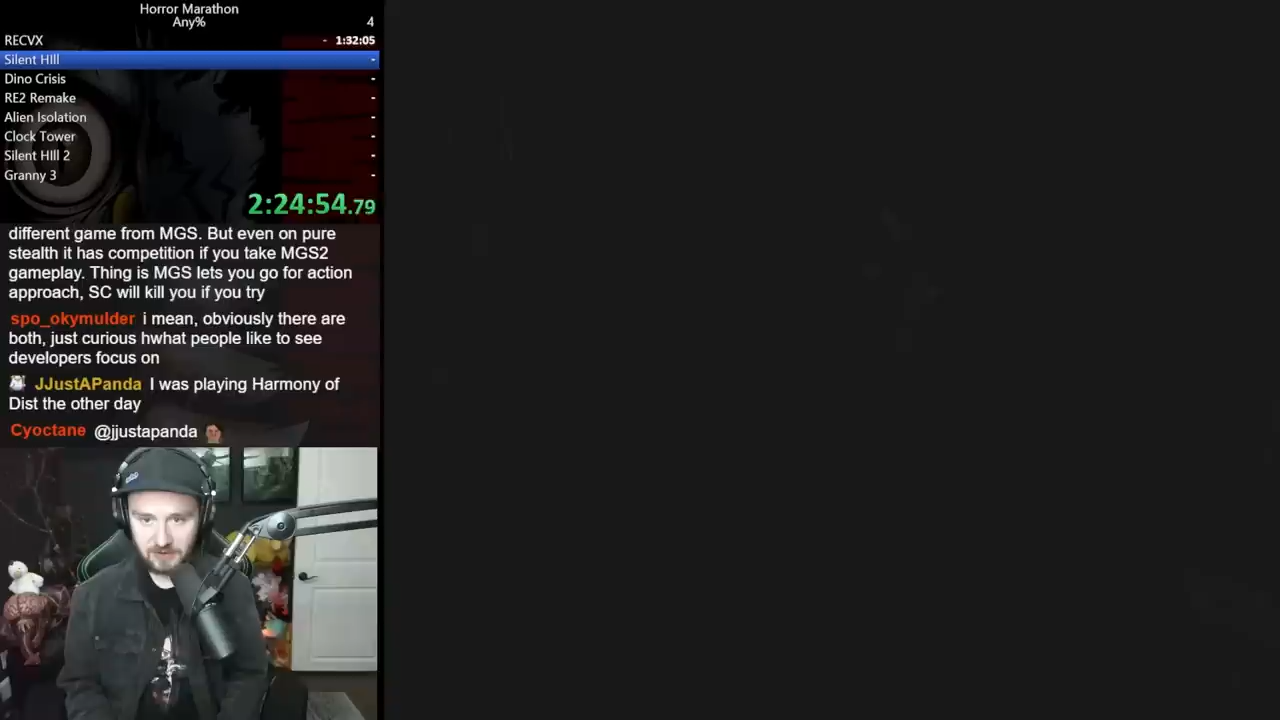 Horror Marathon
Any%
4
RECVX - 1:32:05
Silent HIll -
Dino Crisis -
RE2 Remake -
Alien Isolation -
Clock Tower -
Silent HIll 2 -
Granny 3 -
2:24:54.79
different game from MGS. But even on pure
stealth it has competition if you take MGS2
gameplay. Thing is MGS lets you go for action
approach, SC will kill you if you try
spo_okymulder i mean, obviously there are
both, just curious hwhat people like to see
developers focus on
JJustAPanda I was playing Harmony of
Dist the other day
Cyoctane @jjustapanda